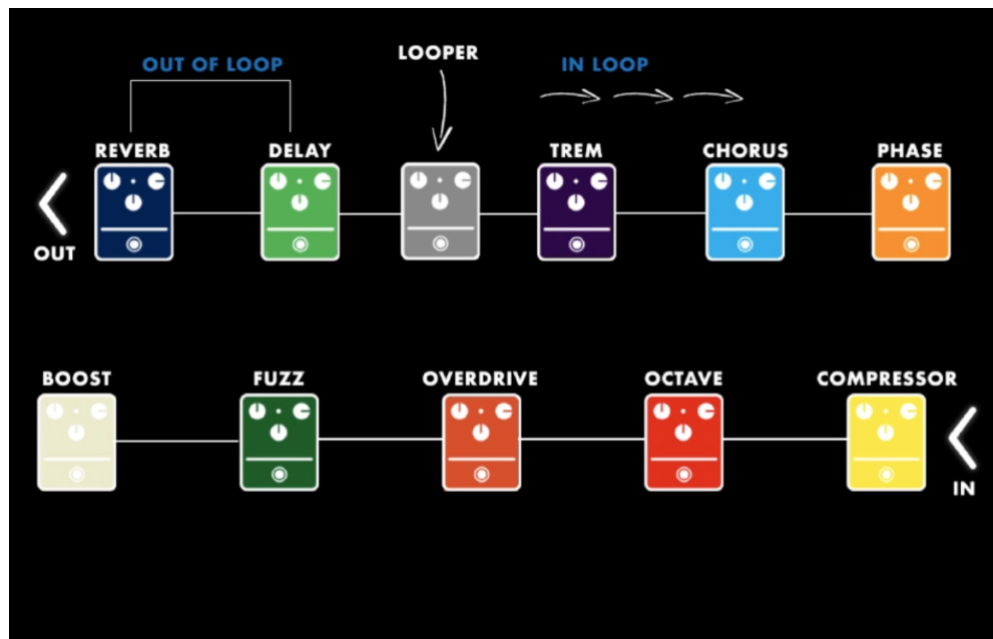 OUT OF LOOP
LOOPER
IN LOOP
REVERB
DELAY
TREM
CHORUS
PHASE
OUT
BOOST
FUZZ
OVERDRIVE
OCTAVE
COMPRESSOR
IN